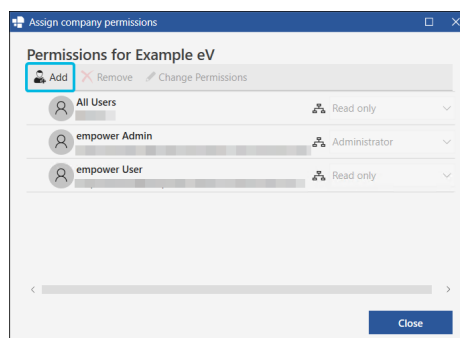 Assign company permissions
Permissions for Example eV
Add Remove Change Permissions
All Users Read only
empower Admin Administrator
empower User Read only
Close